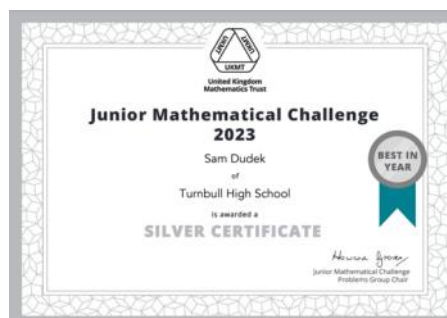 UKMT
UKMT
UKMT
United Kingdom
Mathematics Trust
Junior Mathematical Challenge
2023
Sam Dudek
of
Turnbull High School
is awarded a
SILVER CERTIFICATE
BEST IN
YEAR
Junior Mathematical Challenge
Problems Group Chair